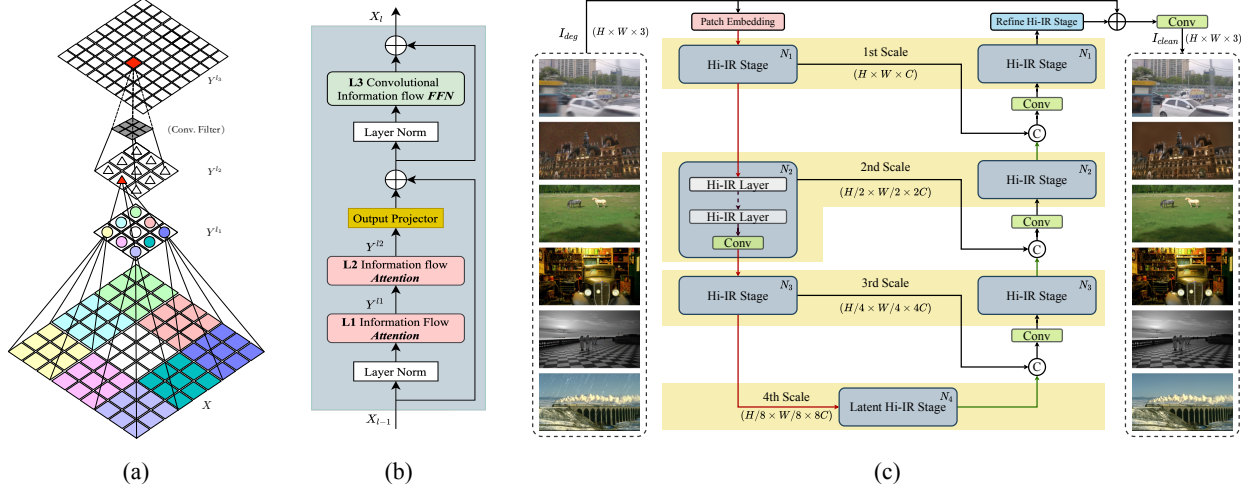 Y^{l_3}
(Conv. Filter)
Y^{l_2}
Y^{l_1}
X
(a)
X_l
L3 Convolutional
Information flow FFN
Layer Norm
Output Projector
Y^{l2}
L2 Information flow
Attention
Y^{l1}
L1 Information Flow
Attention
Layer Norm
X_{l-1}
(b)
I_{deg} (H × W × 3)
Patch Embedding
Refine Hi-IR Stage
Conv
I_{clean} (H × W × 3)
N_1
Hi-IR Stage
1st Scale
(H × W × C)
N_1
Hi-IR Stage
Conv
C
N_2
Hi-IR Layer
Hi-IR Layer
Conv
2nd Scale
(H/2 × W/2 × 2C)
N_2
Hi-IR Stage
Conv
C
N_3
Hi-IR Stage
3rd Scale
(H/4 × W/4 × 4C)
N_3
Hi-IR Stage
Conv
C
4th Scale
(H/8 × W/8 × 8C)
N_4
Latent Hi-IR Stage
(c)